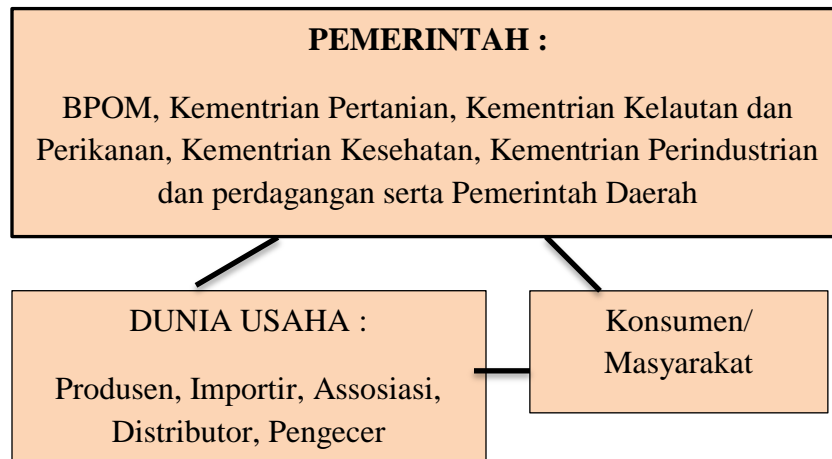 PEMERINTAH :
BPOM, Kementrian Pertanian, Kementrian Kelautan dan
Perikanan, Kementrian Kesehatan, Kementrian Perindustrian
dan perdagangan serta Pemerintah Daerah
DUNIA USAHA :
Produsen, Importir, Assosiasi,
Distributor, Pengecer
Konsumen/
Masyarakat